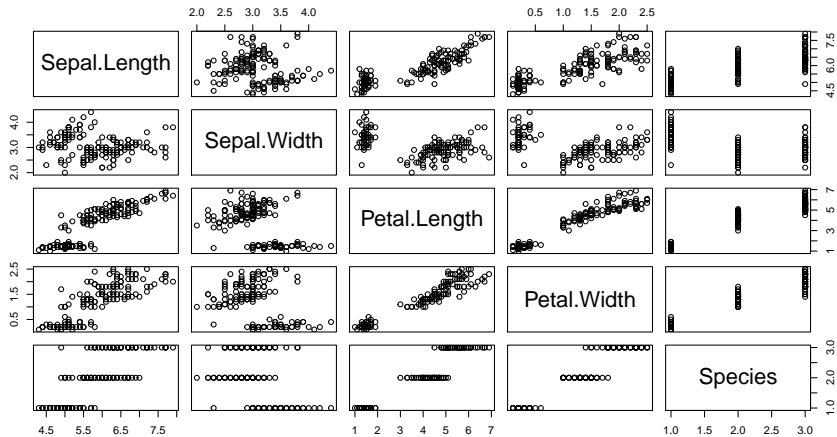 2.0 2.5 3.0 3.5 4.0
0.5 1.0 1.5 2.0 2.5
Sepal.Length
4.5 6.0 7.5
2.0 3.0 4.0
Sepal.Width
Petal.Length
1 3 5 7
0.5 1.5 2.5
Petal.Width
Species
1.0 2.0 3.0
4.5 5.5 6.5 7.5
1 2 3 4 5 6 7
1.0 1.5 2.0 2.5 3.0